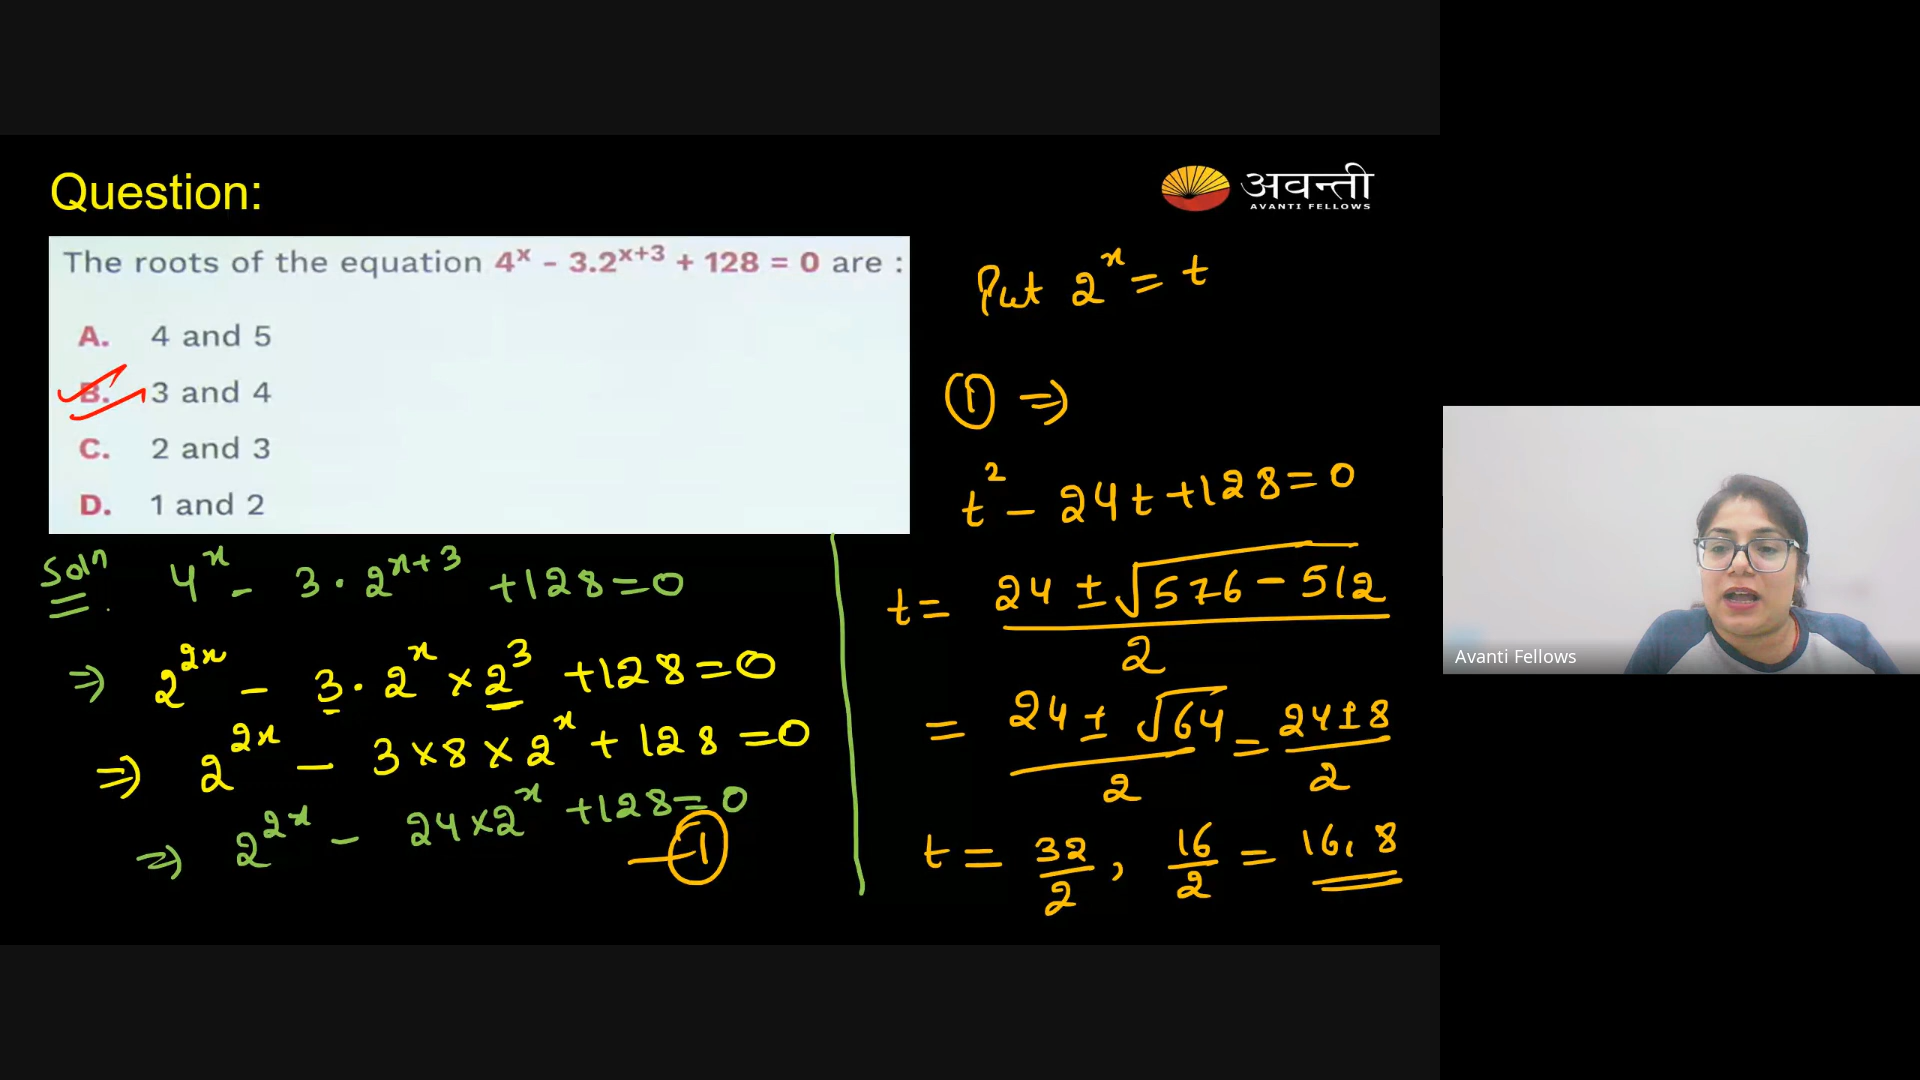 Question:
अवन्ती
AVANTI FELLOWS
The roots of the equation 4ˣ - 3.2ˣ⁺³ + 128 = 0 are :
A. 4 and 5
B. 3 and 4
C. 2 and 3
D. 1 and 2
Soln 4ˣ - 3 · 2ˣ⁺³ + 128 = 0
⇒ 2²ˣ - 3 · 2ˣ × 2³ + 128 = 0
⇒ 2²ˣ - 3 × 8 × 2ˣ + 128 = 0
⇒ 2²ˣ - 24 × 2ˣ + 128 = 0
— ①
Put 2ˣ = t
① ⇒
t² - 24t + 128 = 0
t = (24 ± √(576 - 512)) / 2
= (24 ± √64) / 2 = (24 ± 8) / 2
t = 32/2 , 16/2 = 16, 8
Avanti Fellows